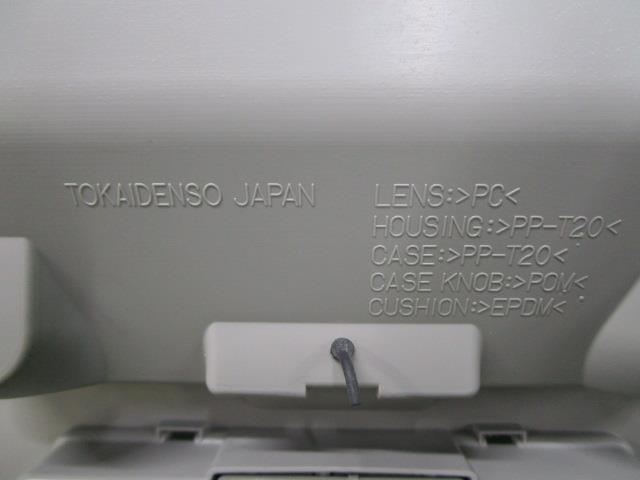 TOKAIDENSO JAPAN
LENS:>PC<
HOUSING:>PP-T20<
CASE:>PP-T20<
CASE KNOB:>POM<
CUSHION:>EPDM<